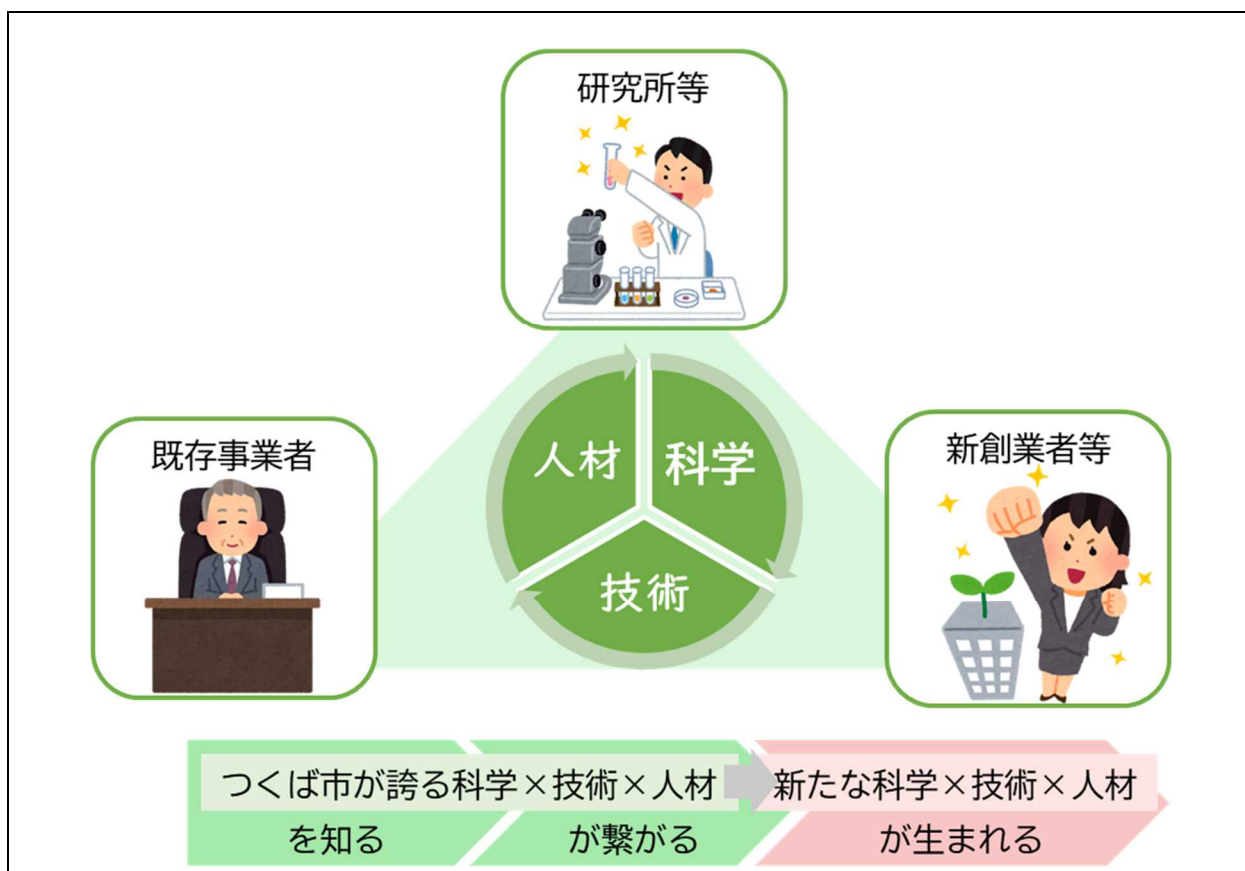 研究所等
既存事業者
新創業者等
人材
科学
技術
つくば市が誇る科学×技術×人材
新たな科学×技術×人材
を知る
が繋がる
が生まれる